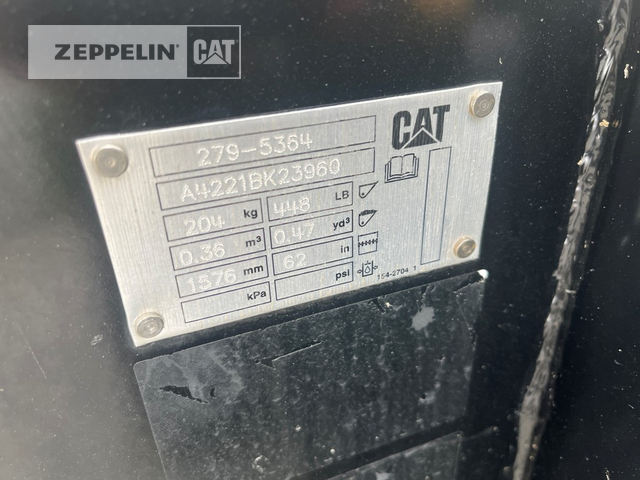 ZEPPELIN CAT
CAT
279-5364
A4221BK23960
204 kg 448 LB
0.36 m³ 0.47 yd³
1576 mm 62 in
kPa psi
154-2704 1